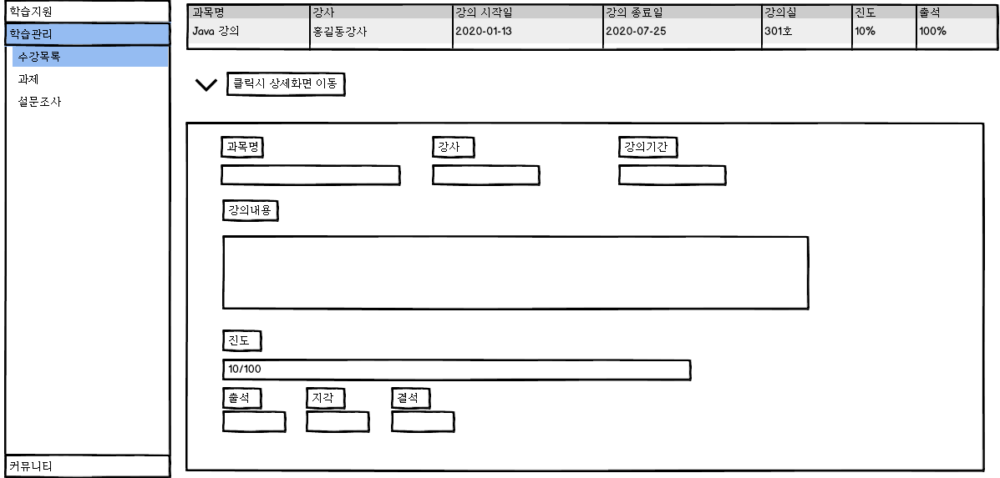 학습지원
학습관리
수강목록
과제
설문조사
커뮤니티
과목명 강사 강의 시작일 강의 종료일 강의실 진도 출석
Java 강의 홍길동강사 2020-01-13 2020-07-25 301호 10% 100%
클릭시 상세화면 이동
과목명 강사 강의기간
강의내용
진도
10/100
출석 지각 결석